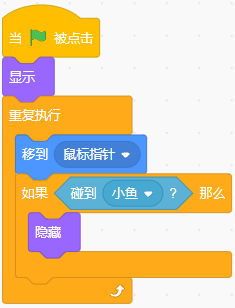 当 被点击
显示
重复执行
移到 鼠标指针
如果 碰到 小鱼 ? 那么
隐藏